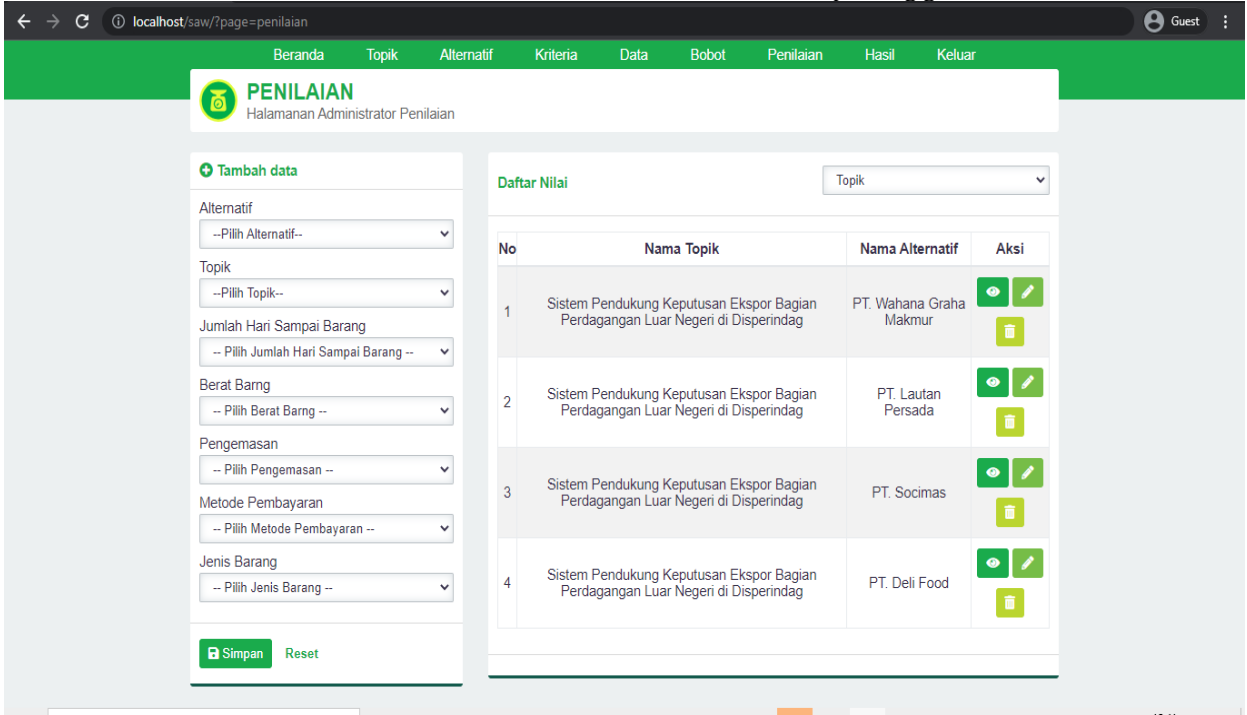 localhost/saw/?page=penilaian
Guest
Beranda Topik Alternatif Kriteria Data Bobot Penilaian Hasil Keluar
PENILAIAN
Halamanan Administrator Penilaian
Tambah data
Alternatif
--Pilih Alternatif--
Topik
--Pilih Topik--
Jumlah Hari Sampai Barang
-- Pilih Jumlah Hari Sampai Barang --
Berat Barng
-- Pilih Berat Barng --
Pengemasan
-- Pilih Pengemasan --
Metode Pembayaran
-- Pilih Metode Pembayaran --
Jenis Barang
-- Pilih Jenis Barang --
Simpan Reset
Daftar Nilai Topik
No Nama Topik Nama Alternatif Aksi
1 Sistem Pendukung Keputusan Ekspor Bagian PT. Wahana Graha
Perdagangan Luar Negeri di Disperindag Makmur
2 Sistem Pendukung Keputusan Ekspor Bagian PT. Lautan
Perdagangan Luar Negeri di Disperindag Persada
3 Sistem Pendukung Keputusan Ekspor Bagian PT. Socimas
Perdagangan Luar Negeri di Disperindag
4 Sistem Pendukung Keputusan Ekspor Bagian PT. Deli Food
Perdagangan Luar Negeri di Disperindag